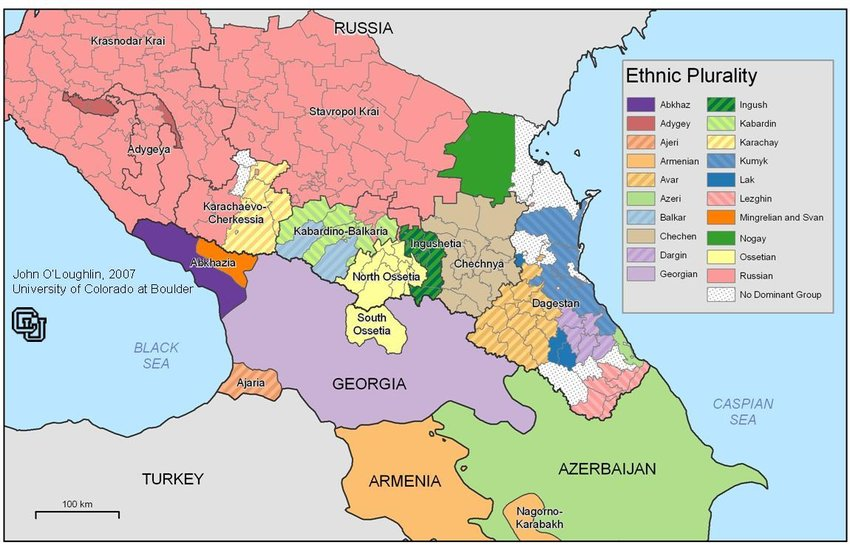 RUSSIA
Krasnodar Krai
Stavropol Krai
Adygeya
Karachaevo-
Cherkessia
Kabardino-Balkaria
Ingushetia
Abkhazia
North Ossetia
Chechnya
South
Ossetia
Dagestan
John O'Loughlin, 2007
University of Colorado at Boulder
CU
BLACK
SEA
Ajaria
GEORGIA
CASPIAN
SEA
TURKEY
ARMENIA
AZERBAIJAN
Nagorno-
Karabakh
100 km
Ethnic Plurality
Abkhaz
Adygey
Ajeri
Armenian
Avar
Azeri
Balkar
Chechen
Dargin
Georgian
Ingush
Kabardin
Karachay
Kumyk
Lak
Lezghin
Mingrelian and Svan
Nogay
Ossetian
Russian
No Dominant Group